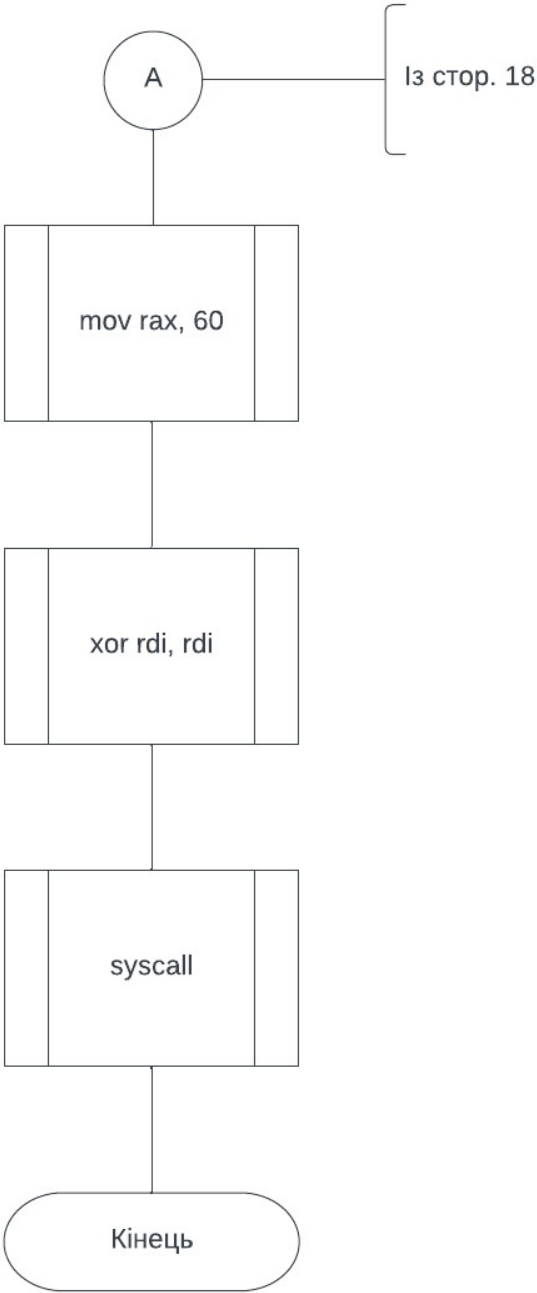 А
Із стор. 18
mov rax, 60
xor rdi, rdi
syscall
Кінець